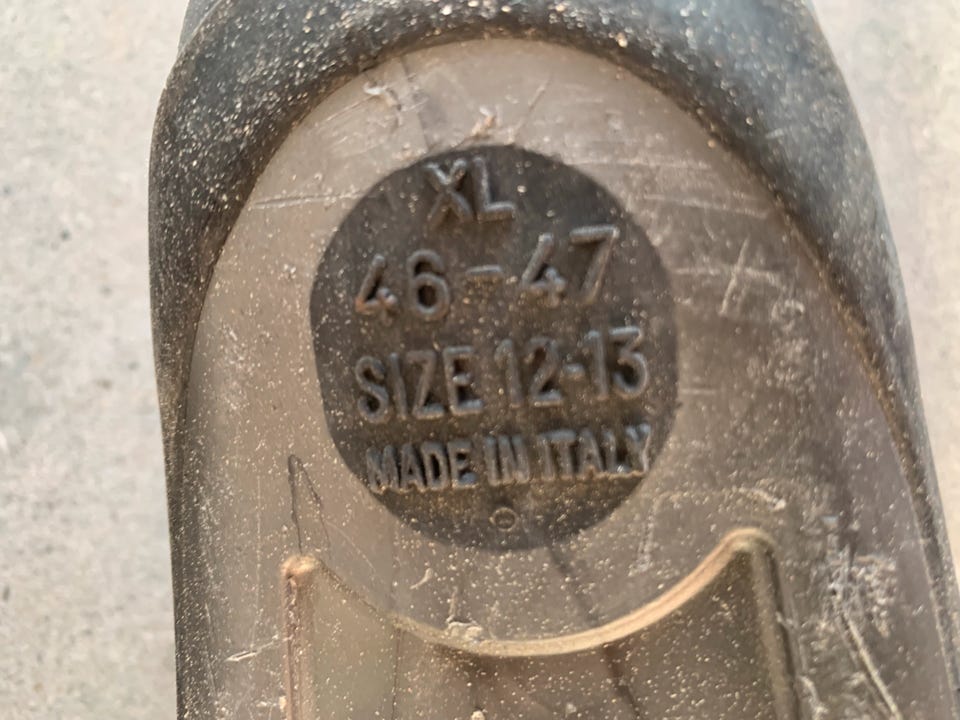 XL
46-47
SIZE 12-13
MADE IN ITALY